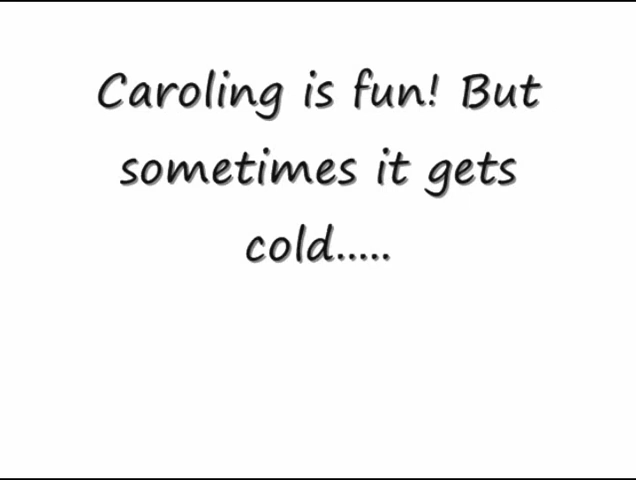 Caroling is fun! But
sometimes it gets
cold.....